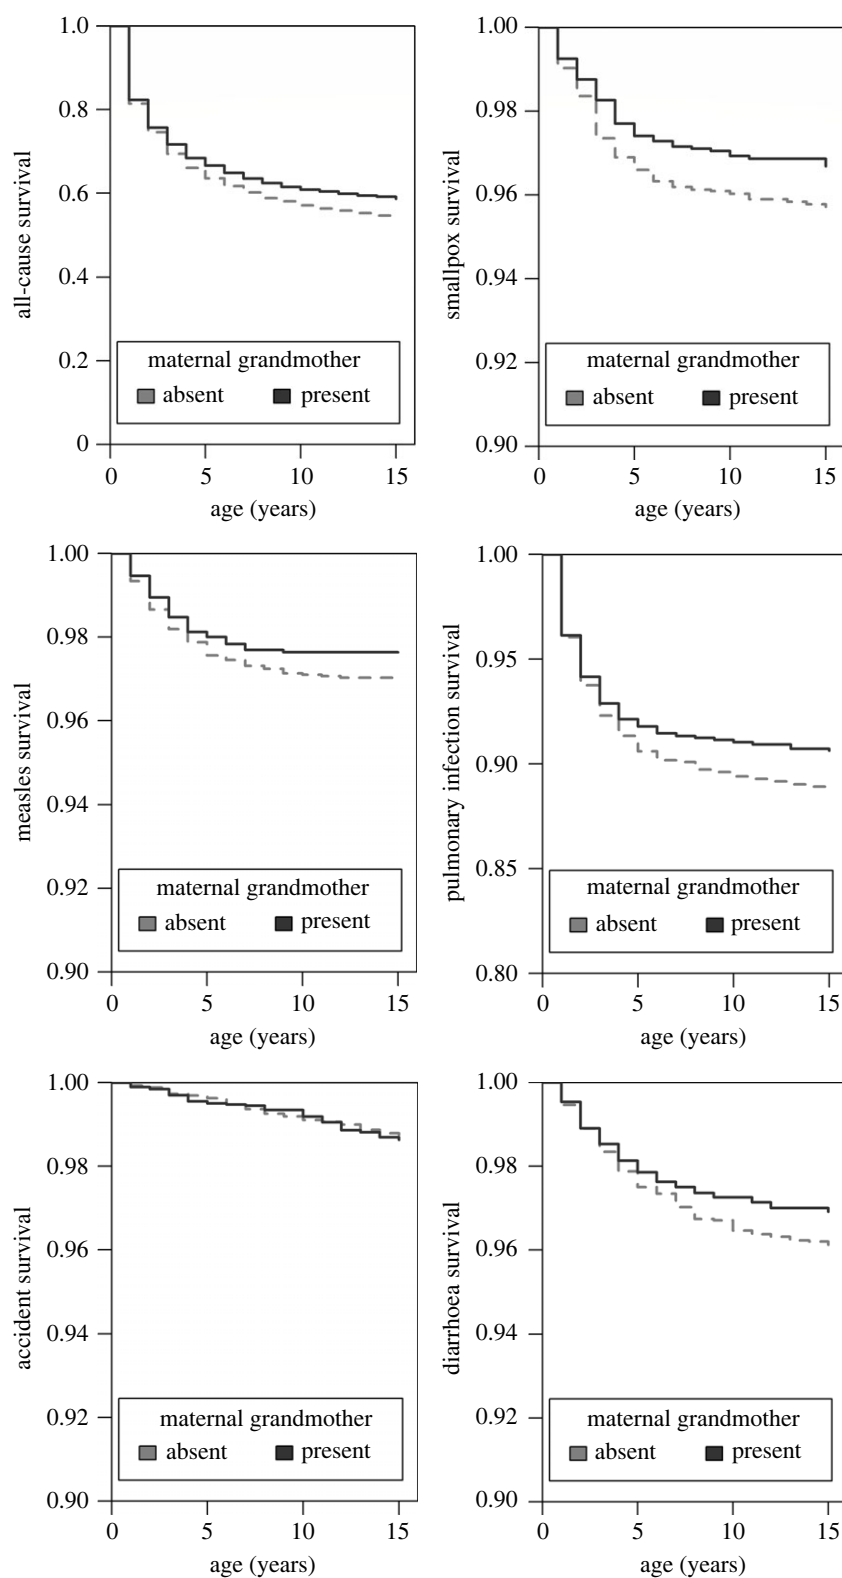 all-cause survival
1.0
0.8
0.6
0.4
0.2
0
maternal grandmother
absent present
0 5 10 15
age (years)
smallpox survival
1.00
0.98
0.96
0.94
0.92
0.90
maternal grandmother
absent present
0 5 10 15
age (years)
measles survival
1.00
0.98
0.96
0.94
0.92
0.90
maternal grandmother
absent present
0 5 10 15
age (years)
pulmonary infection survival
1.00
0.95
0.90
0.85
0.80
maternal grandmother
absent present
0 5 10 15
age (years)
accident survival
1.00
0.98
0.96
0.94
0.92
0.90
maternal grandmother
absent present
0 5 10 15
age (years)
diarrhoea survival
1.00
0.98
0.96
0.94
0.92
0.90
maternal grandmother
absent present
0 5 10 15
age (years)